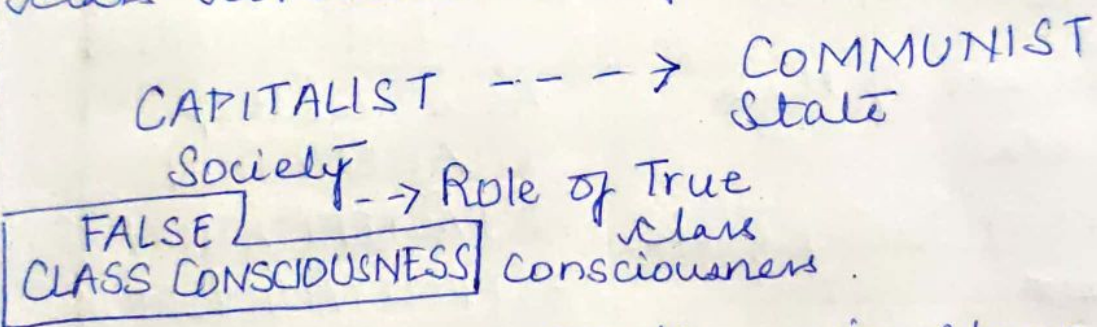 CAPITALIST ----> COMMUNIST
Society State
--> Role of True
FALSE class
CLASS CONSCIOUSNESS consciousness.